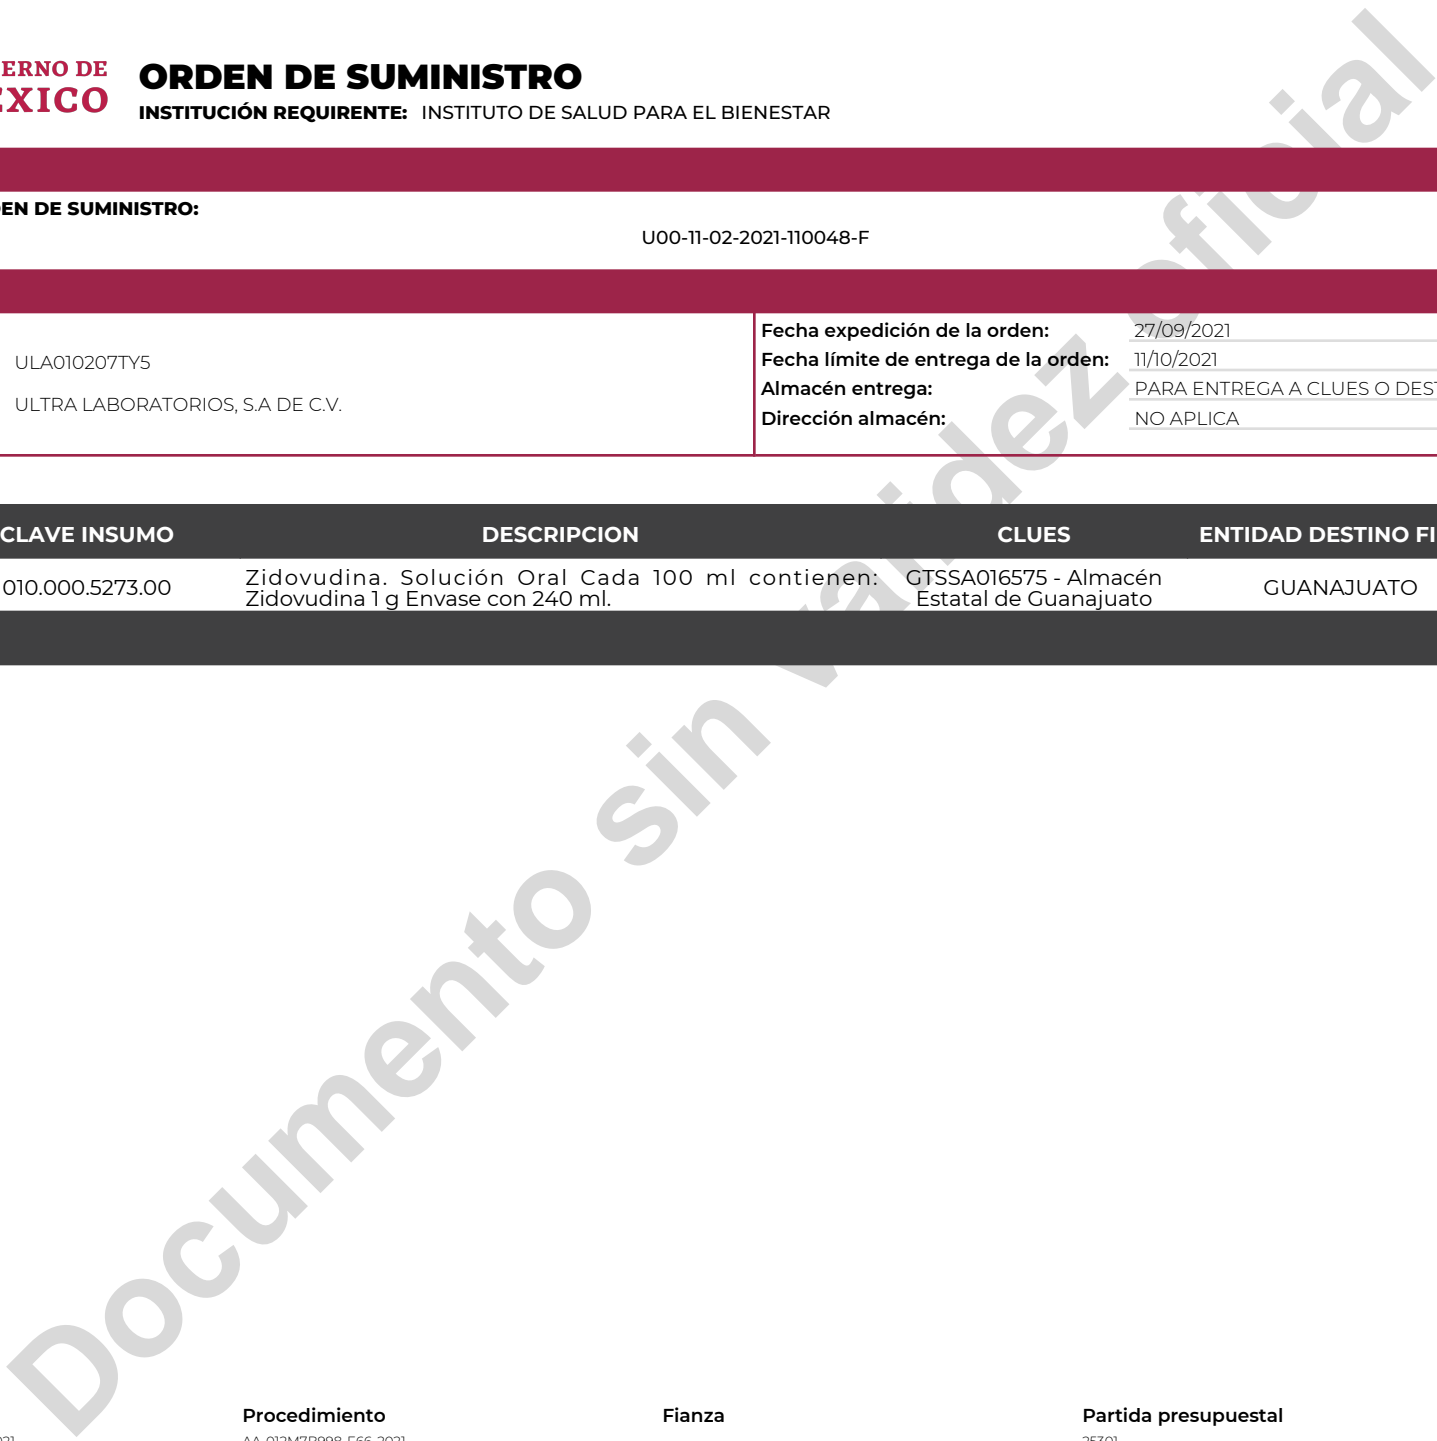 ERNO DE
XICO
ORDEN DE SUMINISTRO
INSTITUCIÓN REQUIRENTE: INSTITUTO DE SALUD PARA EL BIENESTAR
EN DE SUMINISTRO:
U00-11-02-2021-110048-F
ULA010207TY5
ULTRA LABORATORIOS, S.A DE C.V.
Fecha expedición de la orden: 27/09/2021
Fecha límite de entrega de la orden: 11/10/2021
Almacén entrega: PARA ENTREGA A CLUES O DEST
Dirección almacén: NO APLICA
CLAVE INSUMO DESCRIPCION CLUES ENTIDAD DESTINO FI
010.000.5273.00
Zidovudina. Solución Oral Cada 100 ml contienen:
Zidovudina 1 g Envase con 240 ml.
GTSSA016575 - Almacén
Estatal de Guanajuato
GUANAJUATO
Documento sin validez oficial
Procedimiento Fianza Partida presupuestal
25301